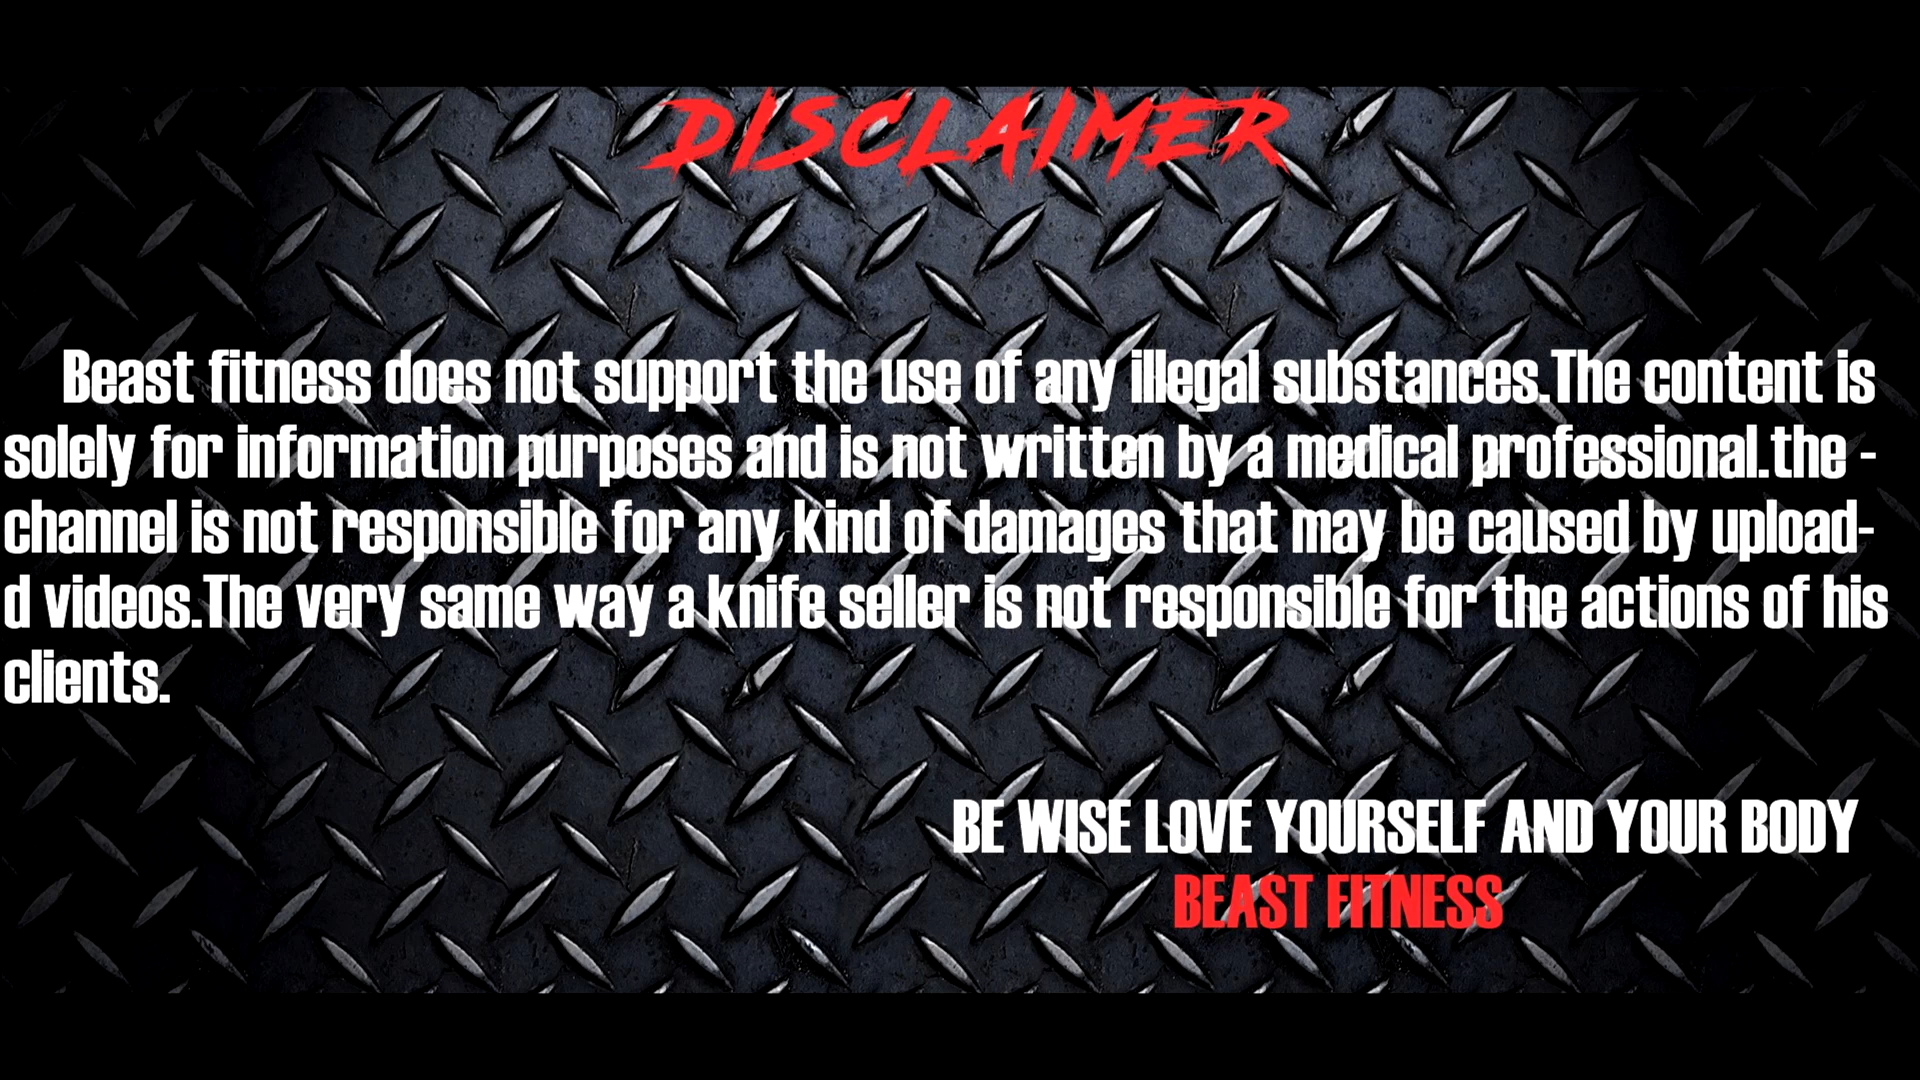 DISCLAIMER
Beast fitness does not support the use of any illegal substances.The content is
solely for information purposes and is not written by a medical professional.the -
channel is not responsible for any kind of damages that may be caused by upload-
d videos.The very same way a knife seller is not responsible for the actions of his
clients.
BE WISE LOVE YOURSELF AND YOUR BODY
BEAST FITNESS